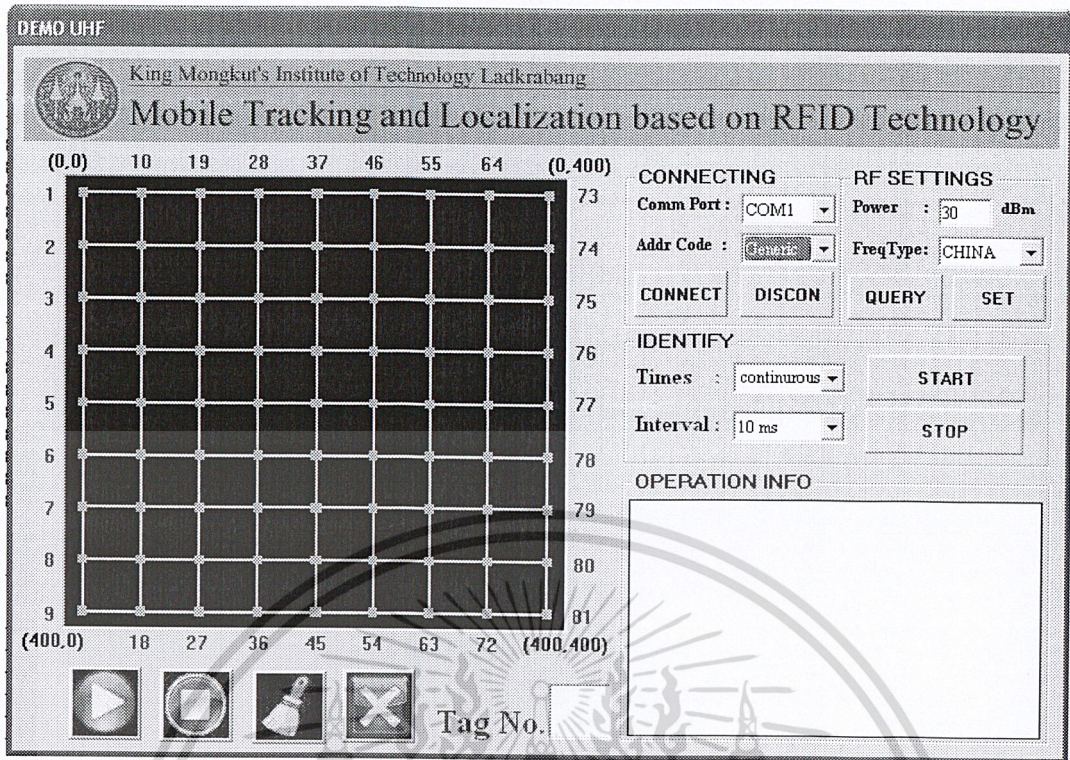 DEMO UHF
King Mongkut's Institute of Technology Ladkrabang
Mobile Tracking and Localization based on RFID Technology
(0,0) 10 19 28 37 46 55 64 (0,400)
1 73
2 74
3 75
4 76
5 77
6 78
7 79
8 80
9 81
(400,0) 18 27 36 45 54 63 72 (400,400)
Tag No.
CONNECTING
Comm Port : COM1
Addr Code : Generic
CONNECT DISCON
RF SETTINGS
Power : 30 dBm
FreqType: CHINA
QUERY SET
IDENTIFY
Times : continurous
START
Interval : 10 ms
STOP
OPERATION INFO